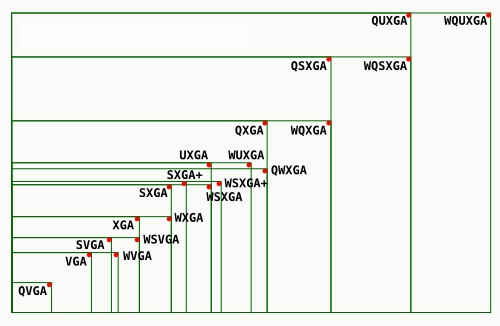 QUXGA WQUXGA
QSXGA WQSXGA
QXGA WQXGA
UXGA WUXGA
QWXGA
SXGA+
WSXGA+
SXGA
WSXGA
XGA WXGA
SVGA WSVGA
VGA WVGA
QVGA